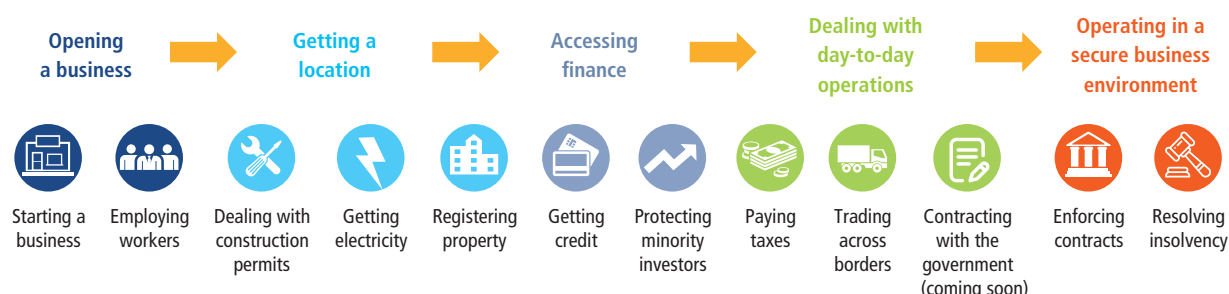 Opening
a business
Getting a
location
Accessing
finance
Dealing with
day-to-day
operations
Operating in a
secure business
environment
Starting a
business
Employing
workers
Dealing with
construction
permits
Getting
electricity
Registering
property
Getting
credit
Protecting
minority
investors
Paying
taxes
Trading
across
borders
Contracting
with the
government
(coming soon)
Enforcing
contracts
Resolving
insolvency